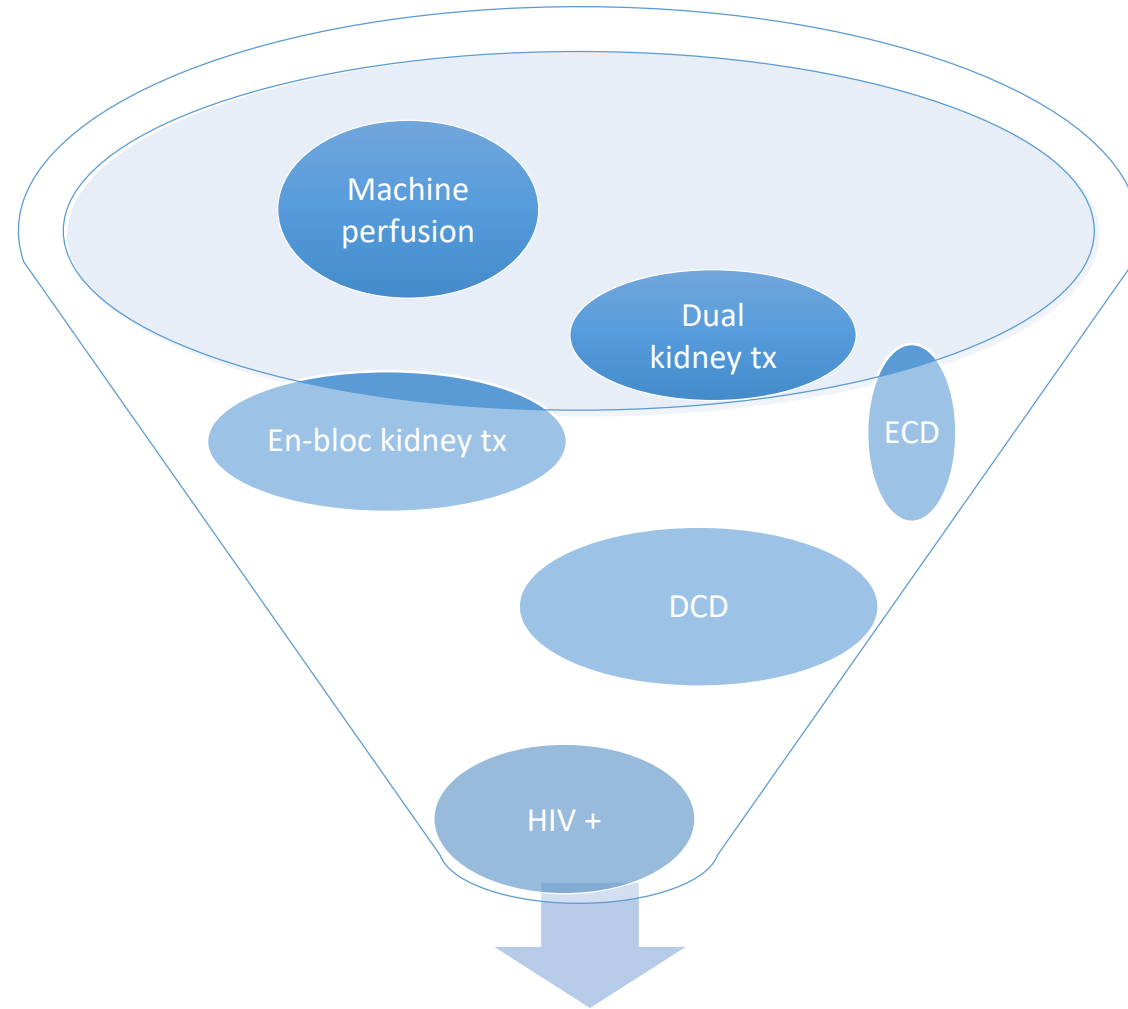 Machine
perfusion
Dual
kidney tx
En-bloc kidney tx
ECD
DCD
HIV +